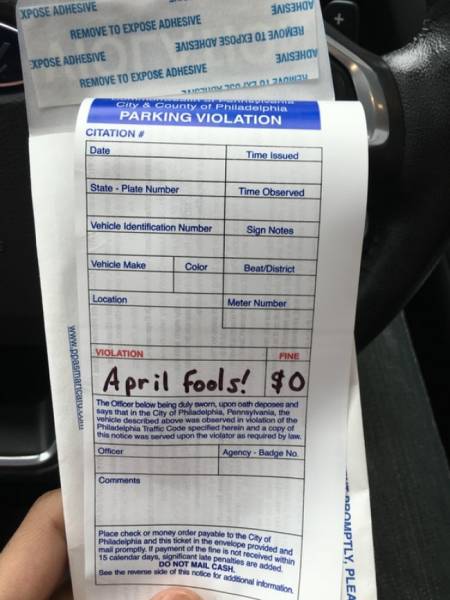 XPOSE ADHESIVE
REMOVE TO EXPOSE ADHESIVE
EXPOSE ADHESIVE
REMOVE TO EXPOSE ADHESIVE
ADHESIVE
REMOVE TO EXPOSE ADHESIVE
ADHESIVE
City & County of Philadelphia
PARKING VIOLATION
CITATION #
Date
Time Issued
State - Plate Number
Time Observed
Vehicle Identification Number
Sign Notes
Vehicle Make
Color
Beat/District
Location
Meter Number
VIOLATION
FINE
April Fools! $0
The Officer below being duly sworn, upon oath deposes and
says that in the City of Philadelphia, Pennsylvania, the
vehicle described above was observed in violation of the
Philadelphia Traffic Code specified herein and a copy of
this notice was served upon the violator as required by law.
Officer
Agency - Badge No.
Comments
Place check or money order payable to the City of
Philadelphia and this ticket in the envelope provided and
mail promptly. If payment of the fine is not received within
15 calendar days, significant late penalties are added.
DO NOT MAIL CASH.
See the reverse side of this notice for additional information.
PROMPTLY, PLEA